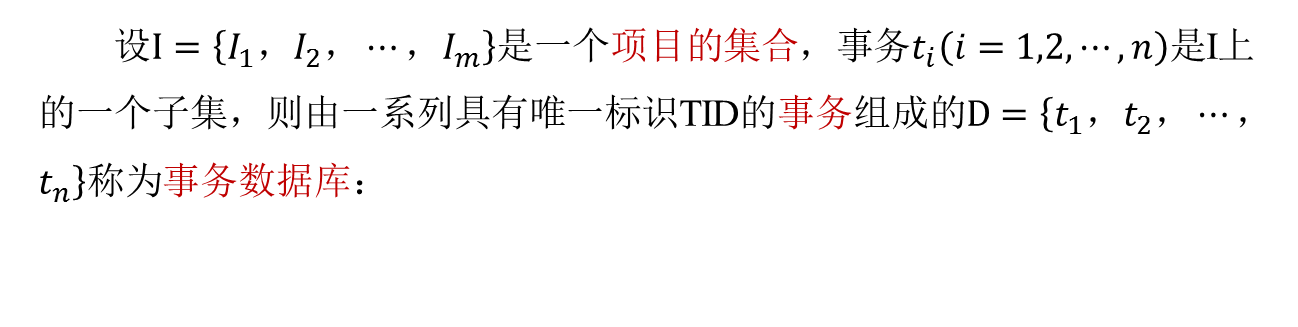 设I = {I₁，I₂，⋯，Iₘ}是一个项目的集合，事务tᵢ(i = 1,2,⋯,n)是I上
的一个子集，则由一系列具有唯一标识TID的事务组成的D = {t₁，t₂，⋯，
tₙ}称为事务数据库：